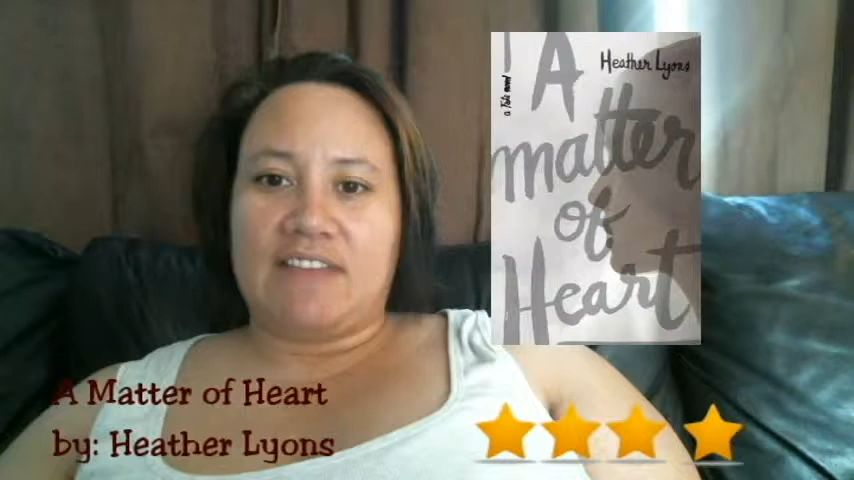 Heather Lyons
a Fate novel
A
matter
of
Heart
A Matter of Heart
by: Heather Lyons